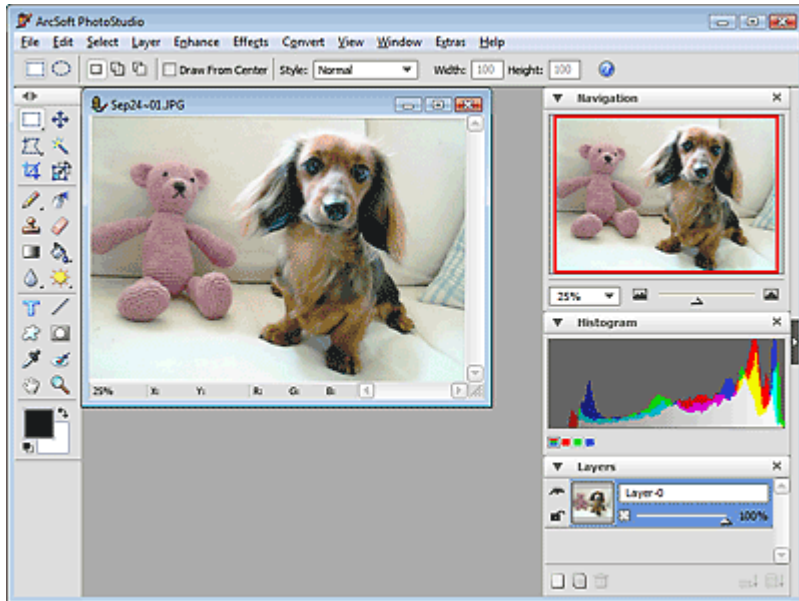 ArcSoft PhotoStudio
File Edit Select Layer Enhance Effects Convert View Window Extras Help
Draw From Center Style: Normal Width: 100 Height: 100
Sep24~01.JPG
25% X: Y: R: G: B:
Navigation
25%
Histogram
Layers
Layer-0
100%